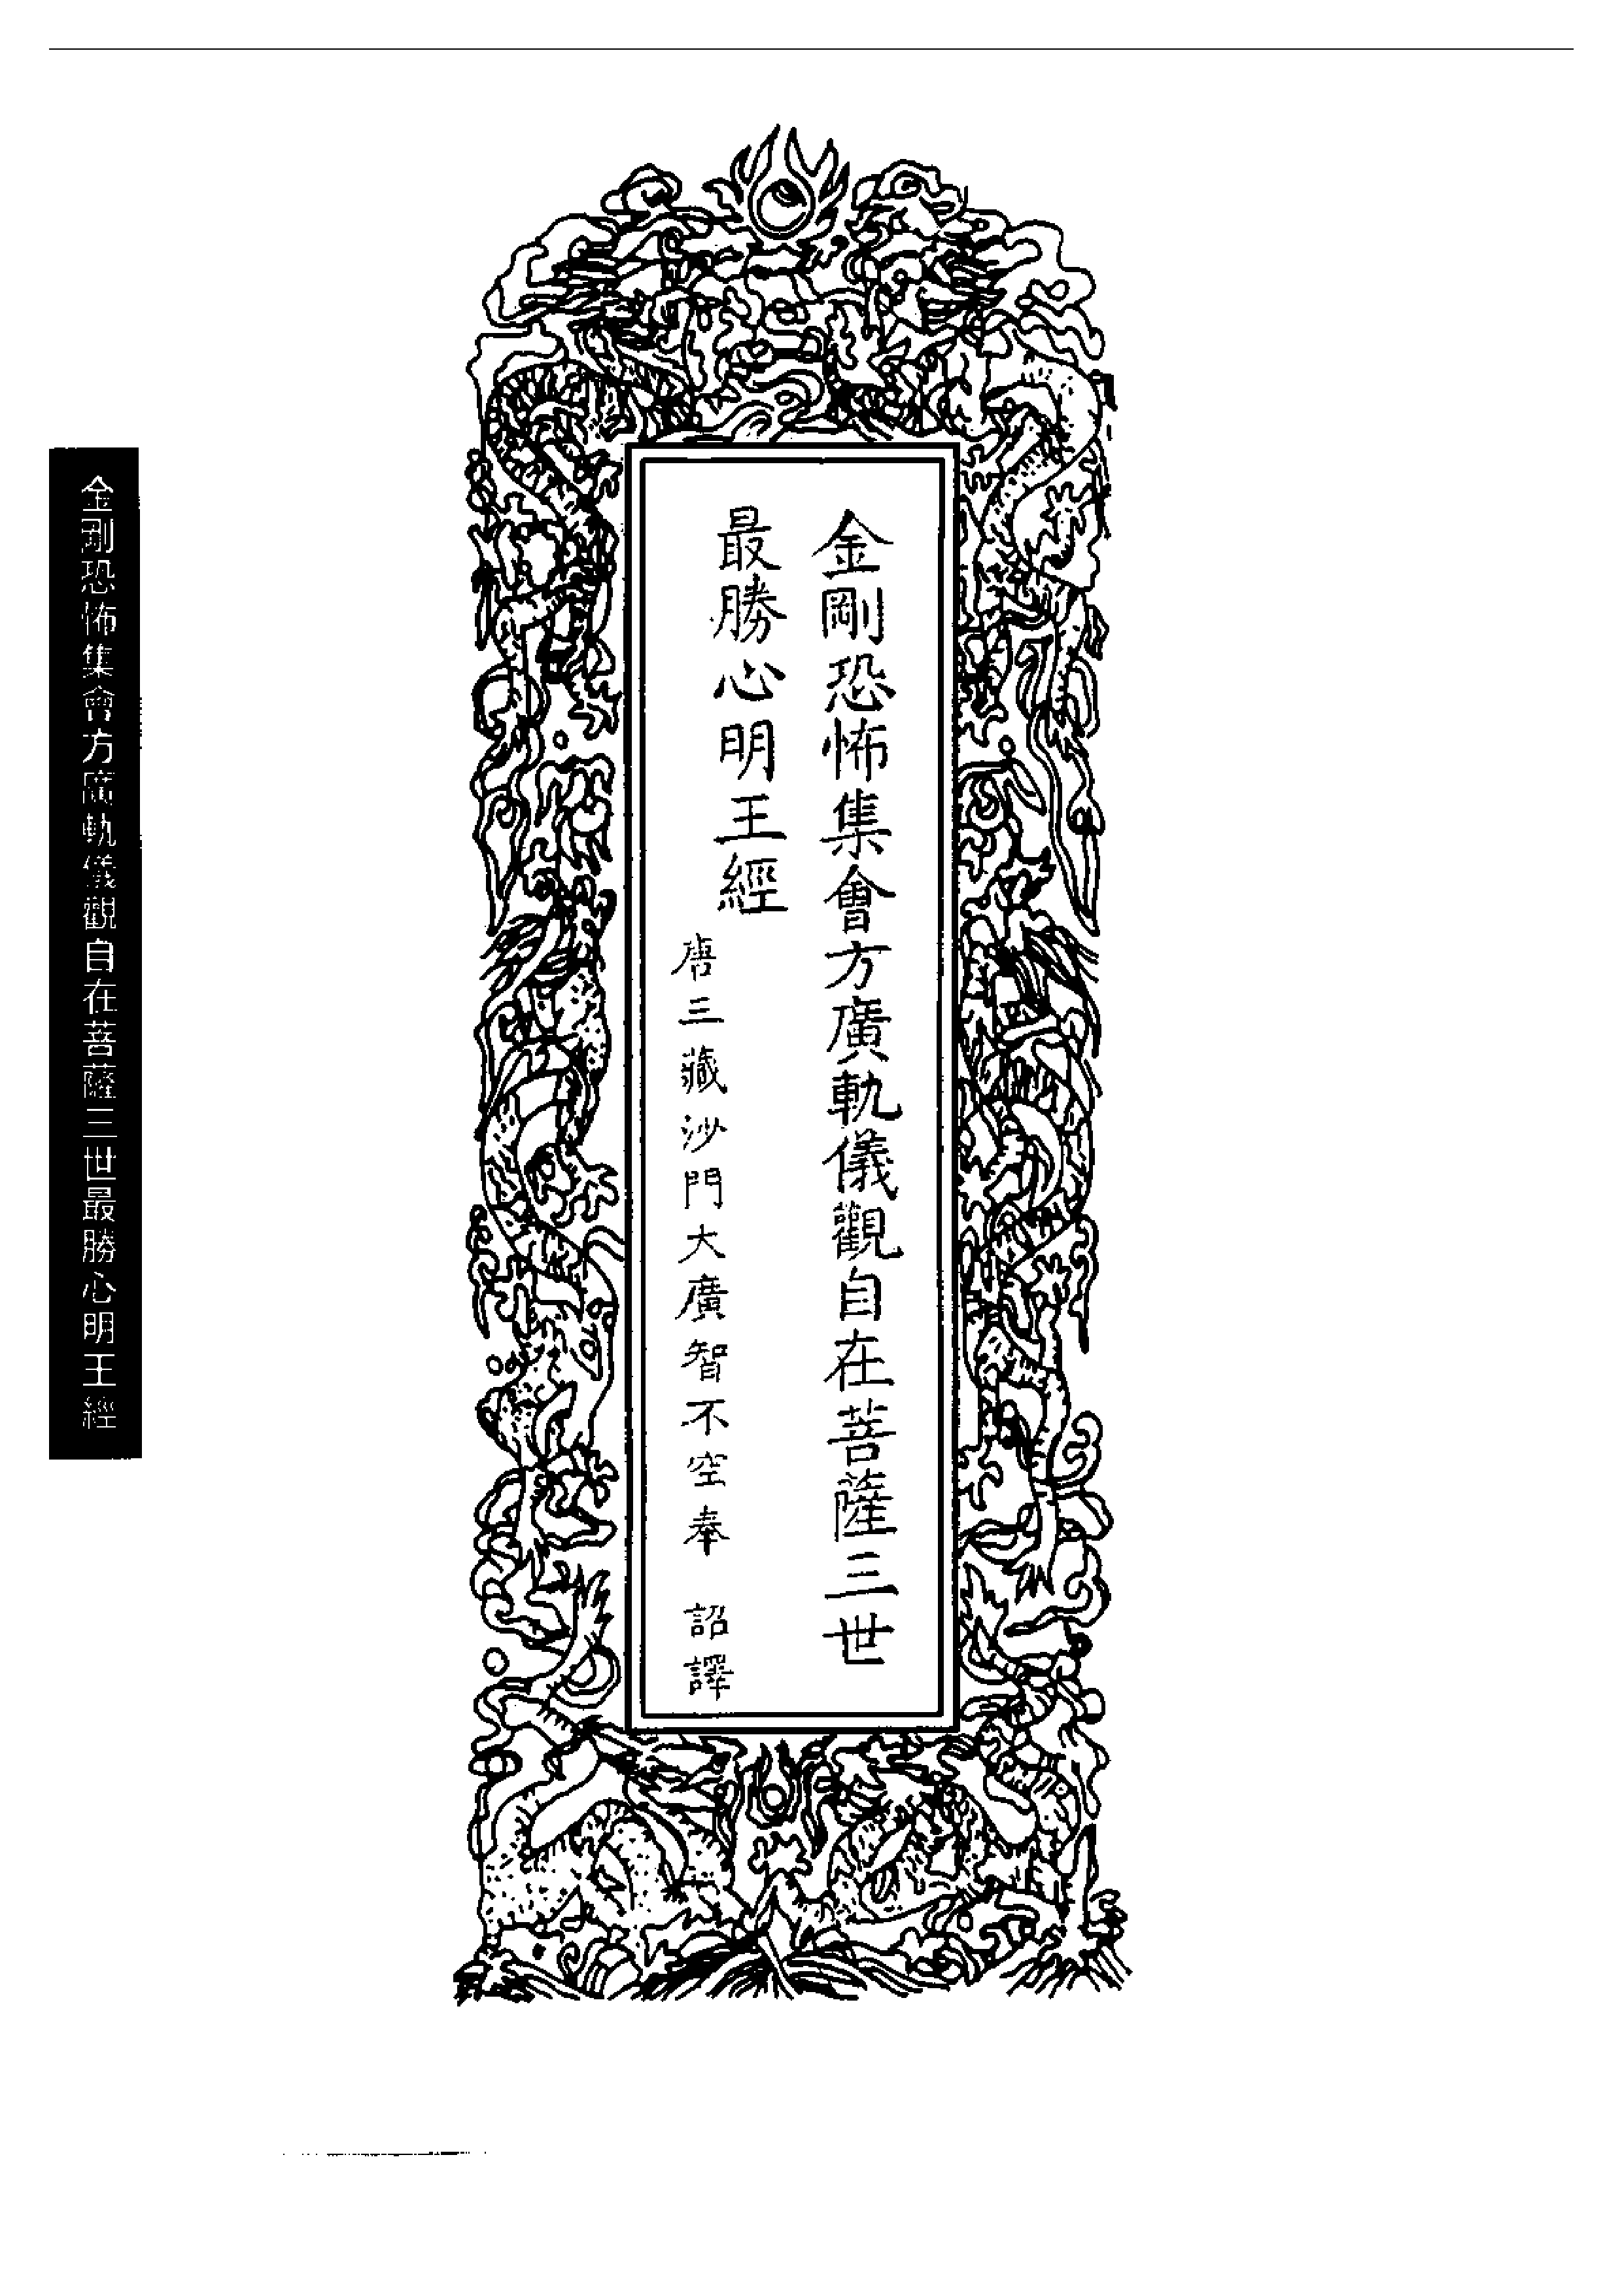 金剛恐怖集會方廣軌儀觀自在菩薩三世
最勝心明王經
唐三藏沙門大廣智不空奉　詔譯
金剛恐怖集會方廣軌儀觀自在菩薩三世最勝心明王經